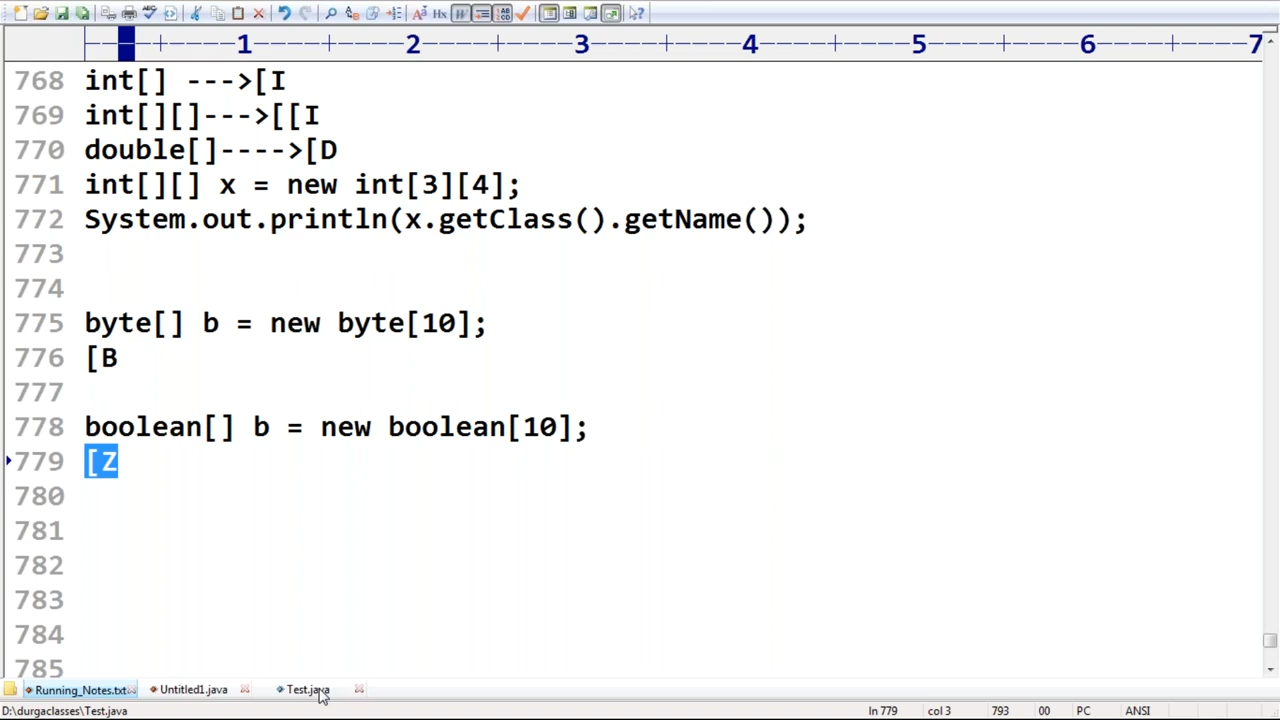 1 2 3 4 5 6 7
768 int[] --->[I
769 int[][]--->[[I
770 double[]---->[D
771 int[][] x = new int[3][4];
772 System.out.println(x.getClass().getName());
773
774
775 byte[] b = new byte[10];
776 [B
777
778 boolean[] b = new boolean[10];
779 [Z
780
781
782
783
784
785
Running_Notes.txt Untitled1.java Test.java
D:\durgaclasses\Test.java ln 779 col 3 793 00 PC ANSI